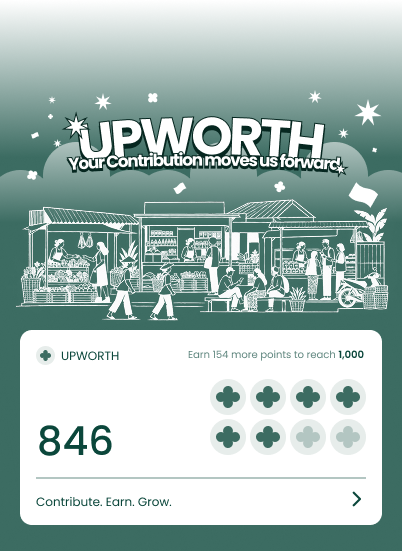 UPWORTH
Your Contribution moves us forward
UPWORTH
Earn 154 more points to reach 1,000
846
Contribute. Earn. Grow.